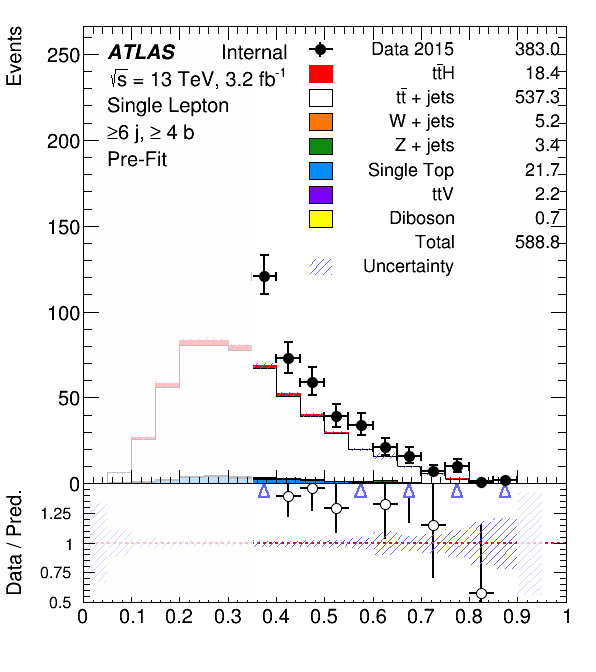 Events
ATLAS Internal
√s = 13 TeV, 3.2 fb⁻¹
Single Lepton
≥6 j, ≥ 4 b
Pre-Fit
Data 2015 383.0
tt̄H 18.4
tt̄ + jets 537.3
W + jets 5.2
Z + jets 3.4
Single Top 21.7
ttV 2.2
Diboson 0.7
Total 588.8
Uncertainty
250
200
150
100
50
0
Data / Pred.
1.25
1
0.75
0.5
0 0.1 0.2 0.3 0.4 0.5 0.6 0.7 0.8 0.9 1